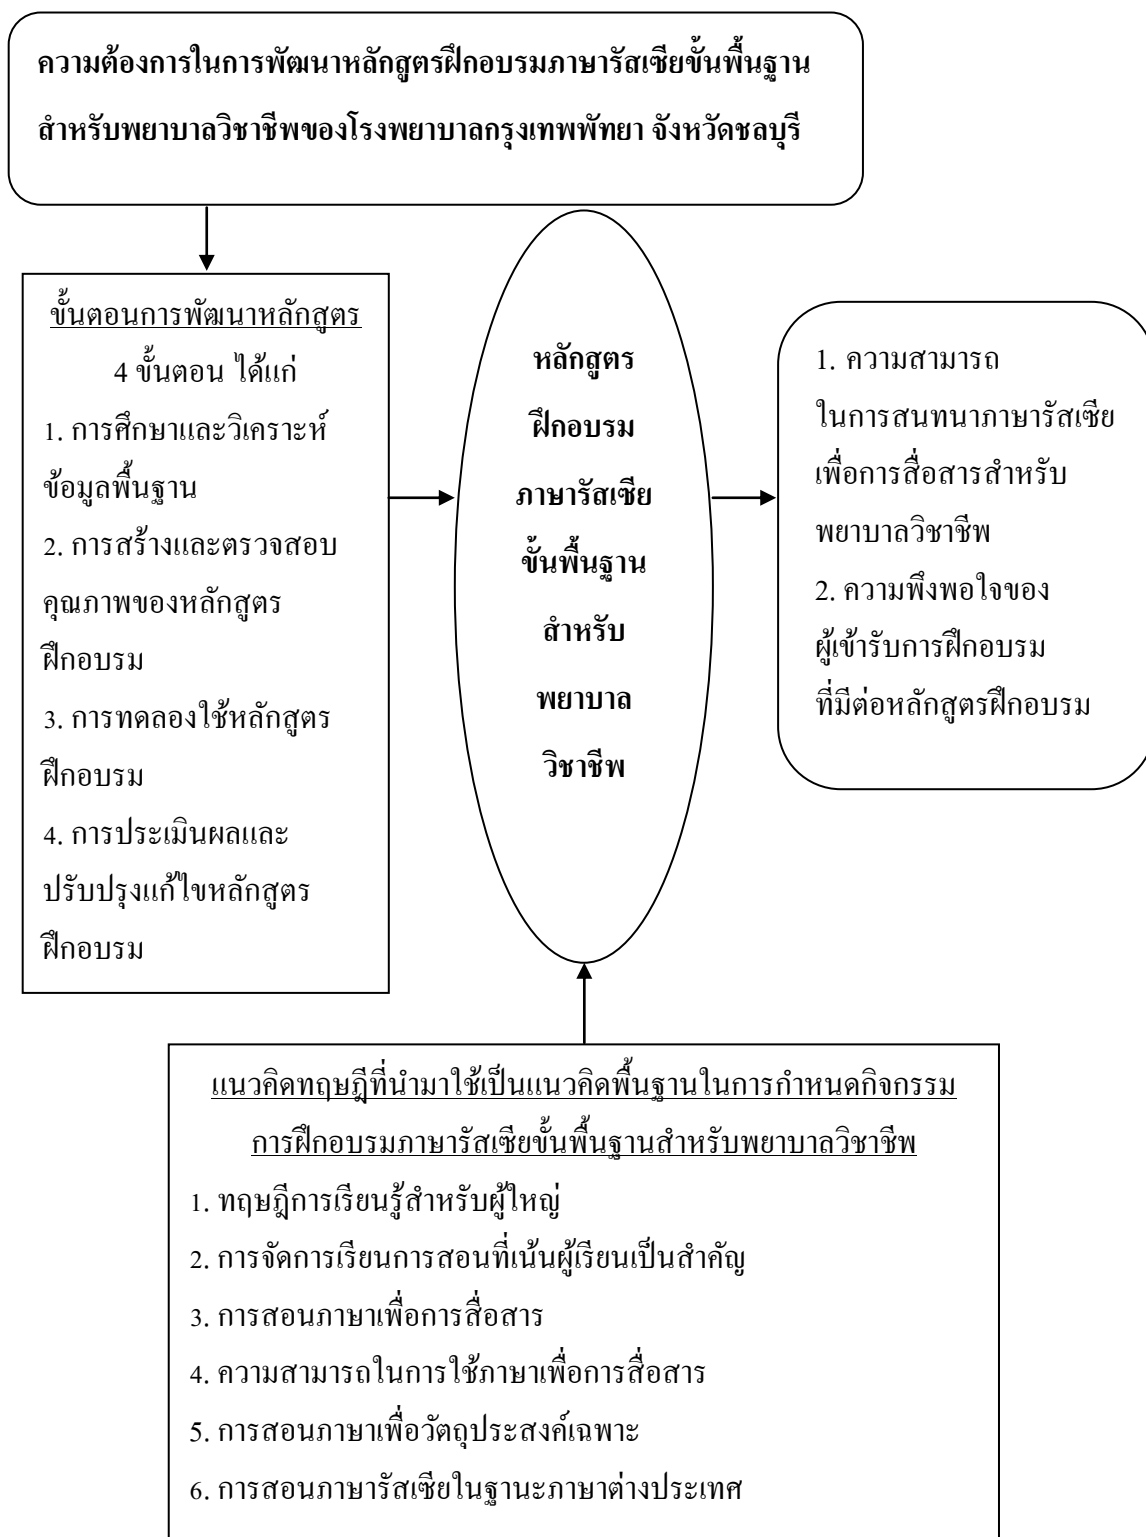 ความต้องการในการพัฒนาหลักสูตรฝึกอบรมภาษารัสเซียขั้นพื้นฐาน
สำหรับพยาบาลวิชาชีพของโรงพยาบาลกรุงเทพพัทยา จังหวัดชลบุรี
ขั้นตอนการพัฒนาหลักสูตร
4 ขั้นตอน ได้แก่
1. การศึกษาและวิเคราะห์
ข้อมูลพื้นฐาน
2. การสร้างและตรวจสอบ
คุณภาพของหลักสูตร
ฝึกอบรม
3. การทดลองใช้หลักสูตร
ฝึกอบรม
4. การประเมินผลและ
ปรับปรุงแก้ไขหลักสูตร
ฝึกอบรม
หลักสูตร
ฝึกอบรม
ภาษารัสเซีย
ขั้นพื้นฐาน
สำหรับ
พยาบาล
วิชาชีพ
1. ความสามารถ
ในการสนทนาภาษารัสเซีย
เพื่อการสื่อสารสำหรับ
พยาบาลวิชาชีพ
2. ความพึงพอใจของ
ผู้เข้ารับการฝึกอบรม
ที่มีต่อหลักสูตรฝึกอบรม
แนวคิดทฤษฎีที่นำมาใช้เป็นแนวคิดพื้นฐานในการกำหนดกิจกรรม
การฝึกอบรมภาษารัสเซียขั้นพื้นฐานสำหรับพยาบาลวิชาชีพ
1. ทฤษฎีการเรียนรู้สำหรับผู้ใหญ่
2. การจัดการเรียนการสอนที่เน้นผู้เรียนเป็นสำคัญ
3. การสอนภาษาเพื่อการสื่อสาร
4. ความสามารถในการใช้ภาษาเพื่อการสื่อสาร
5. การสอนภาษาเพื่อวัตถุประสงค์เฉพาะ
6. การสอนภาษารัสเซียในฐานะภาษาต่างประเทศ